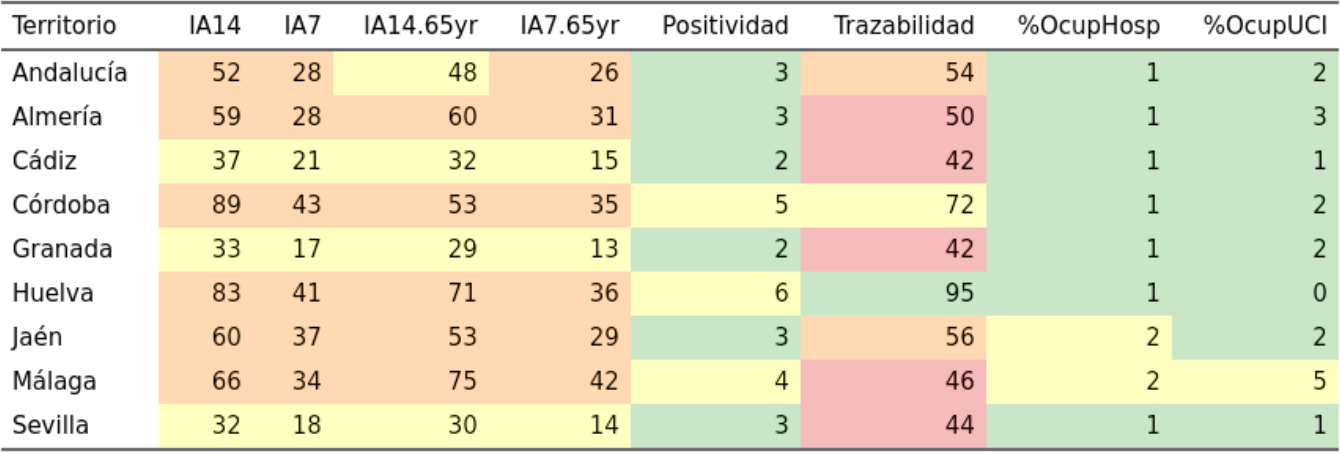 Territorio IA14 IA7 IA14.65yr IA7.65yr Positividad Trazabilidad %OcupHosp %OcupUCI
Andalucía 52 28 48 26 3 54 1 2
Almería 59 28 60 31 3 50 1 3
Cádiz 37 21 32 15 2 42 1 1
Córdoba 89 43 53 35 5 72 1 2
Granada 33 17 29 13 2 42 1 2
Huelva 83 41 71 36 6 95 1 0
Jaén 60 37 53 29 3 56 2 2
Málaga 66 34 75 42 4 46 2 5
Sevilla 32 18 30 14 3 44 1 1